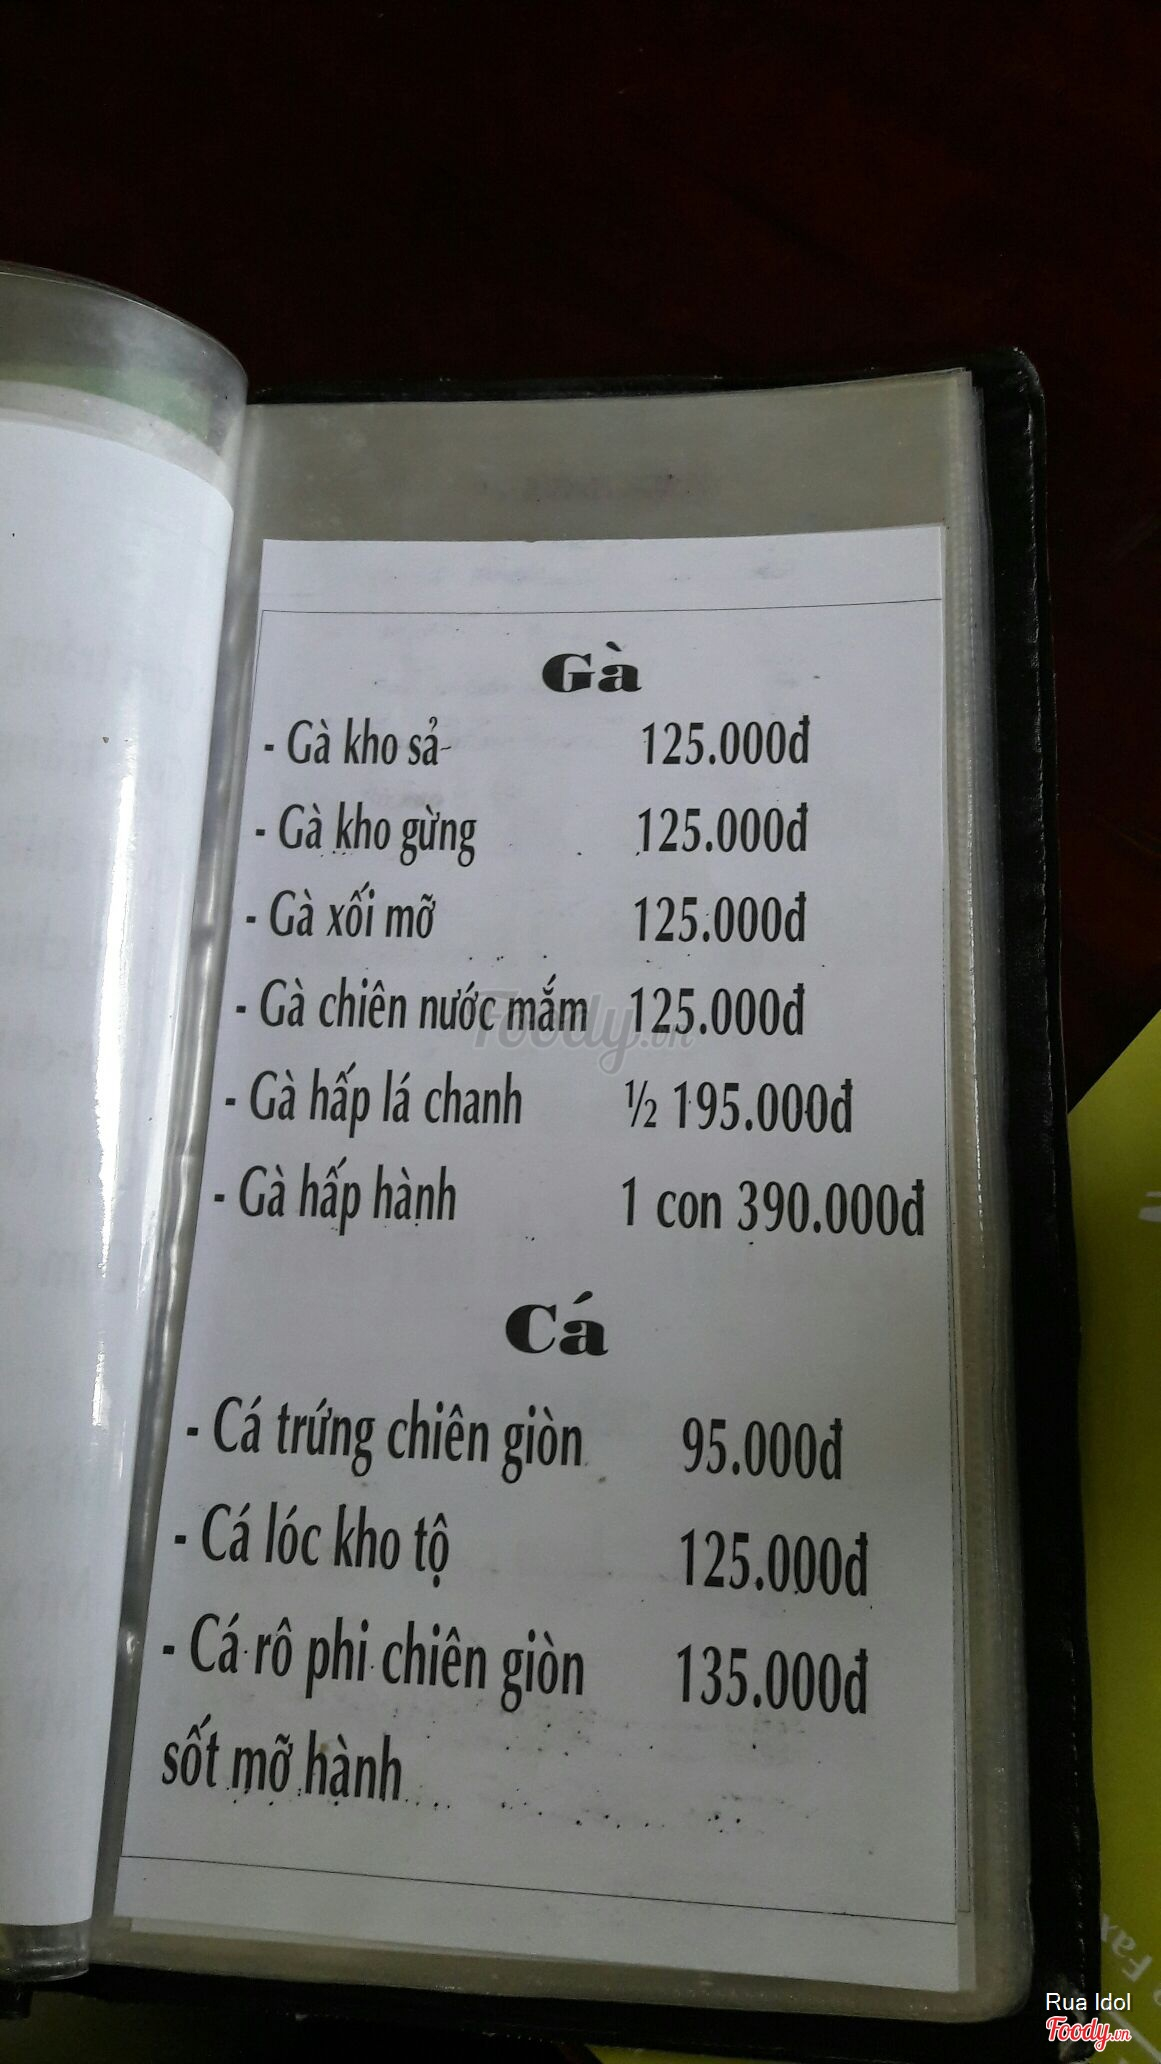 Gà
- Gà kho sả 125.000đ
- Gà kho gừng 125.000đ
- Gà xối mỡ 125.000đ
- Gà chiên nước mắm 125.000đ
- Gà hấp lá chanh ½ 195.000đ
- Gà hấp hành 1 con 390.000đ
Cá
- Cá trứng chiên giòn 95.000đ
- Cá lóc kho tộ 125.000đ
- Cá rô phi chiên giòn 135.000đ
sốt mỡ hành
Foody.vn
Fax
Rua Idol
Foody.vn